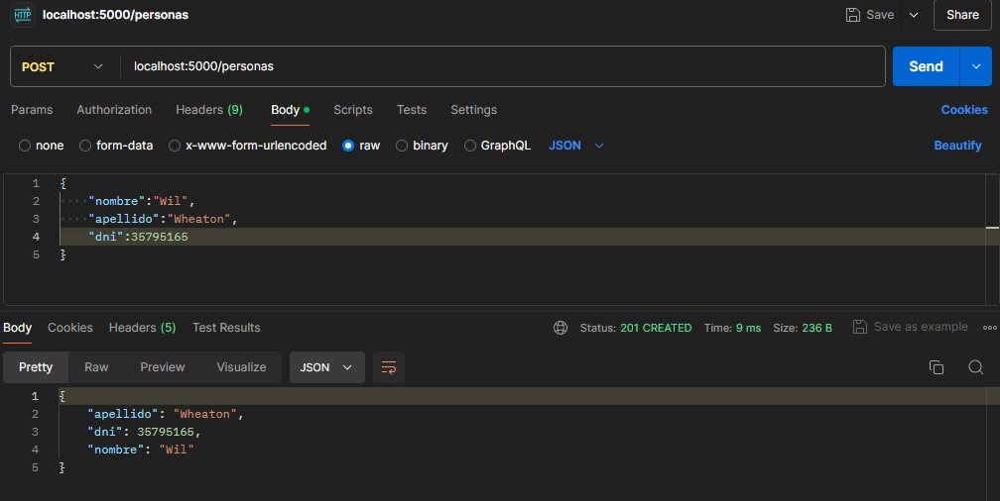 HTTP localhost:5000/personas Save Share
POST localhost:5000/personas Send
Params Authorization Headers (9) Body Scripts Tests Settings Cookies
none form-data x-www-form-urlencoded raw binary GraphQL JSON Beautify
1 {
2 "nombre":"Wil",
3 "apellido":"Wheaton",
4 "dni":35795165
5 }
Body Cookies Headers (5) Test Results Status: 201 CREATED Time: 9 ms Size: 236 B Save as example
Pretty Raw Preview Visualize JSON
1 {
2 "apellido": "Wheaton",
3 "dni": 35795165,
4 "nombre": "Wil"
5 }